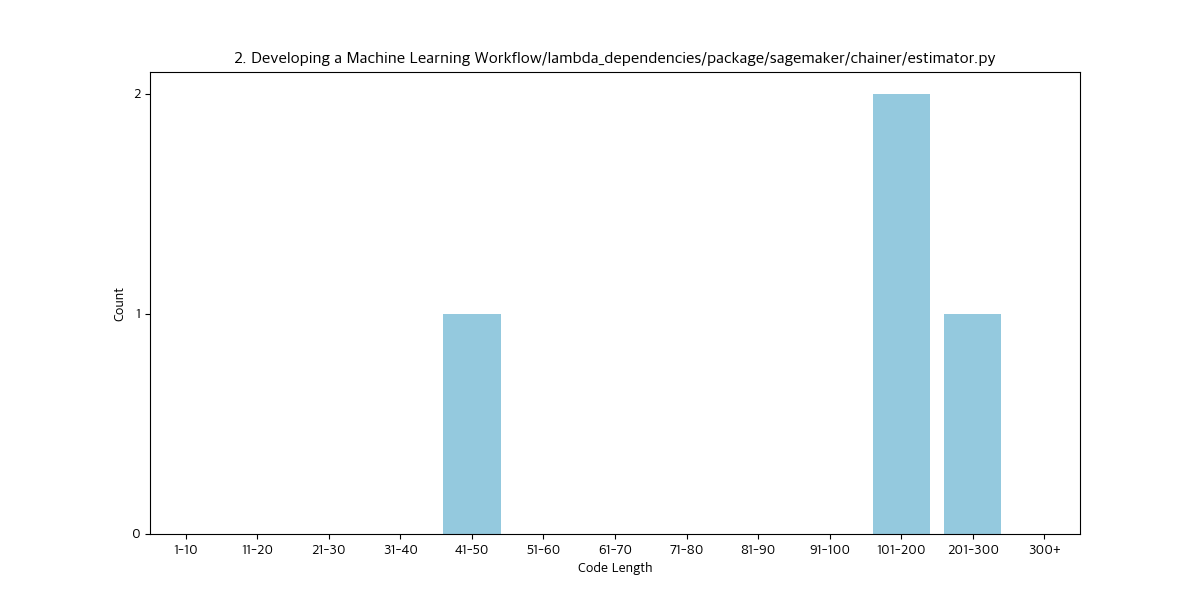 2. Developing a Machine Learning Workflow/lambda_dependencies/package/sagemaker/chainer/estimator.py
2
1
0
Count
1-10 11-20 21-30 31-40 41-50 51-60 61-70 71-80 81-90 91-100 101-200 201-300 300+
Code Length